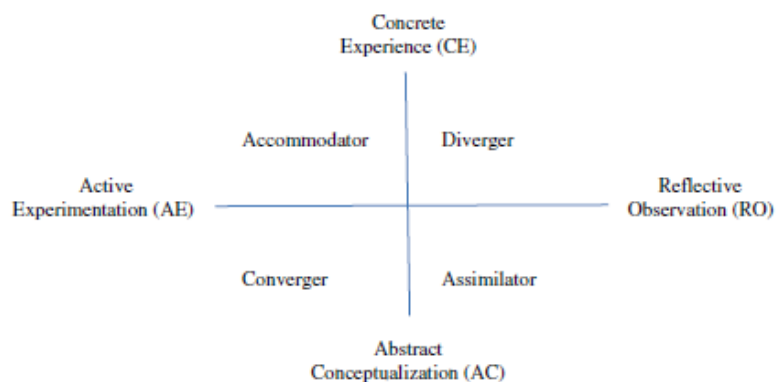 Concrete
Experience (CE)
Accommodator
Diverger
Active
Experimentation (AE)
Reflective
Observation (RO)
Converger
Assimilator
Abstract
Conceptualization (AC)